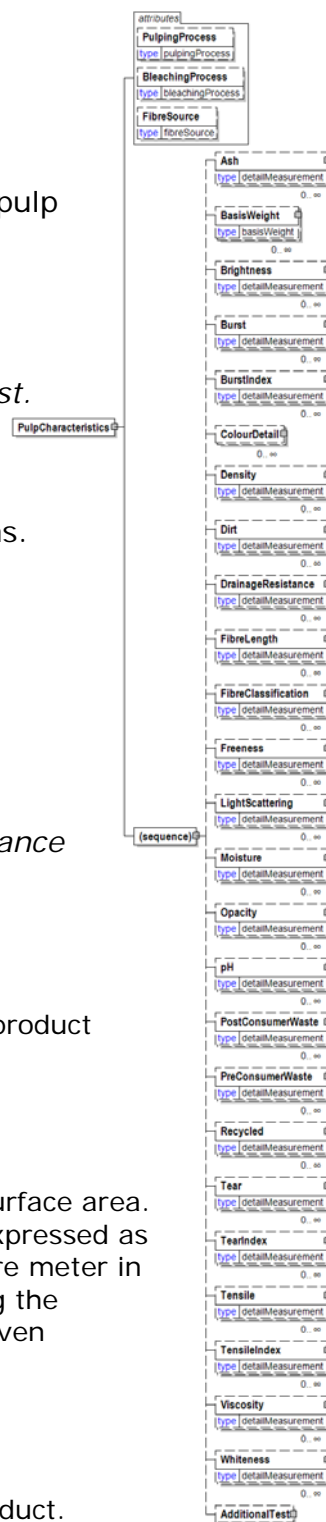 attributes
PulpingProcess
type pulpingProcess
BleachingProcess
type bleachingProcess
FibreSource
type fibreSource
pulp
st.
s.
ance
product
urface area.
xpressed as
re meter in
g the
ven
duct.
PulpCharacteristics
(sequence)
Ash
type detailMeasurement
0.. ∞
BasisWeight
type basisWeight
0.. ∞
Brightness
type detailMeasurement
0.. ∞
Burst
type detailMeasurement
0.. ∞
BurstIndex
type detailMeasurement
0.. ∞
ColourDetail
0.. ∞
Density
type detailMeasurement
0.. ∞
Dirt
type detailMeasurement
0.. ∞
DrainageResistance
type detailMeasurement
0.. ∞
FibreLength
type detailMeasurement
0.. ∞
FibreClassification
type detailMeasurement
0.. ∞
Freeness
type detailMeasurement
0.. ∞
LightScattering
type detailMeasurement
0.. ∞
Moisture
type detailMeasurement
0.. ∞
Opacity
type detailMeasurement
0.. ∞
pH
type detailMeasurement
0.. ∞
PostConsumerWaste
type detailMeasurement
0.. ∞
PreConsumerWaste
type detailMeasurement
0.. ∞
Recycled
type detailMeasurement
0.. ∞
Tear
type detailMeasurement
0.. ∞
TearIndex
type detailMeasurement
0.. ∞
Tensile
type detailMeasurement
0.. ∞
TensileIndex
type detailMeasurement
0.. ∞
Viscosity
type detailMeasurement
0.. ∞
Whiteness
type detailMeasurement
0.. ∞
AdditionalTest